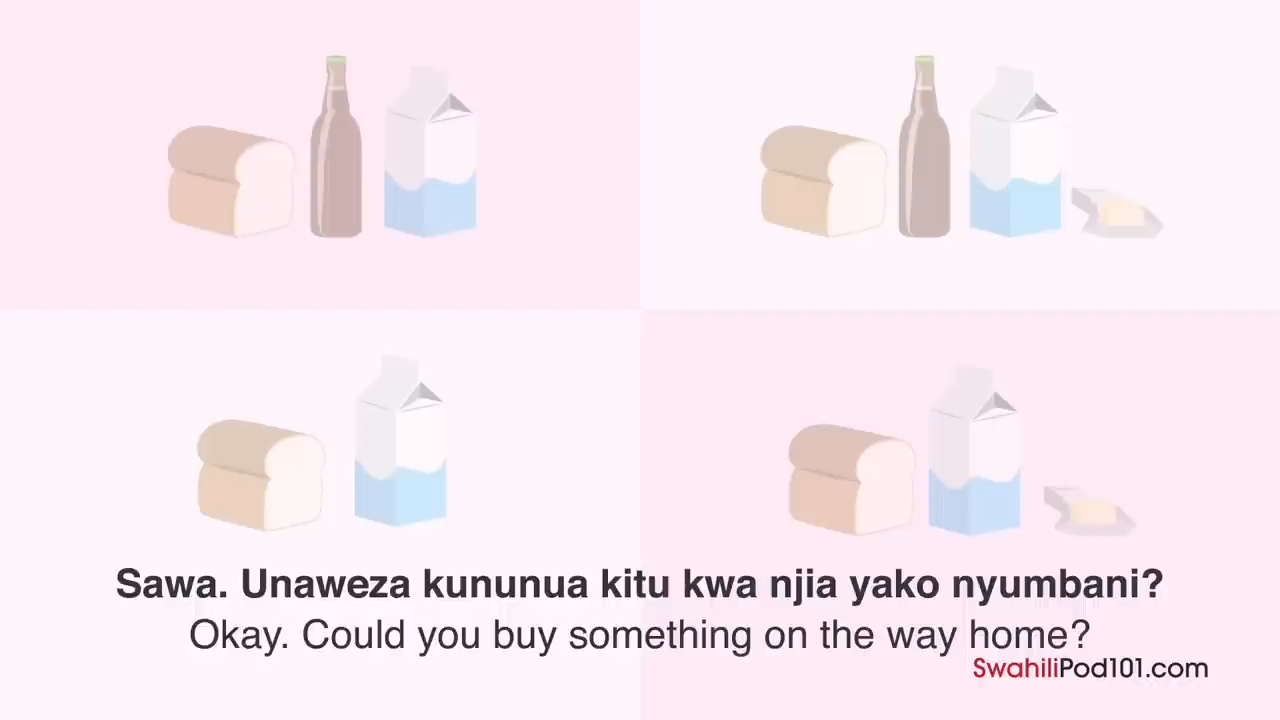 Sawa. Unaweza kununua kitu kwa njia yako nyumbani?
Okay. Could you buy something on the way home?
SwahiliPod101.com